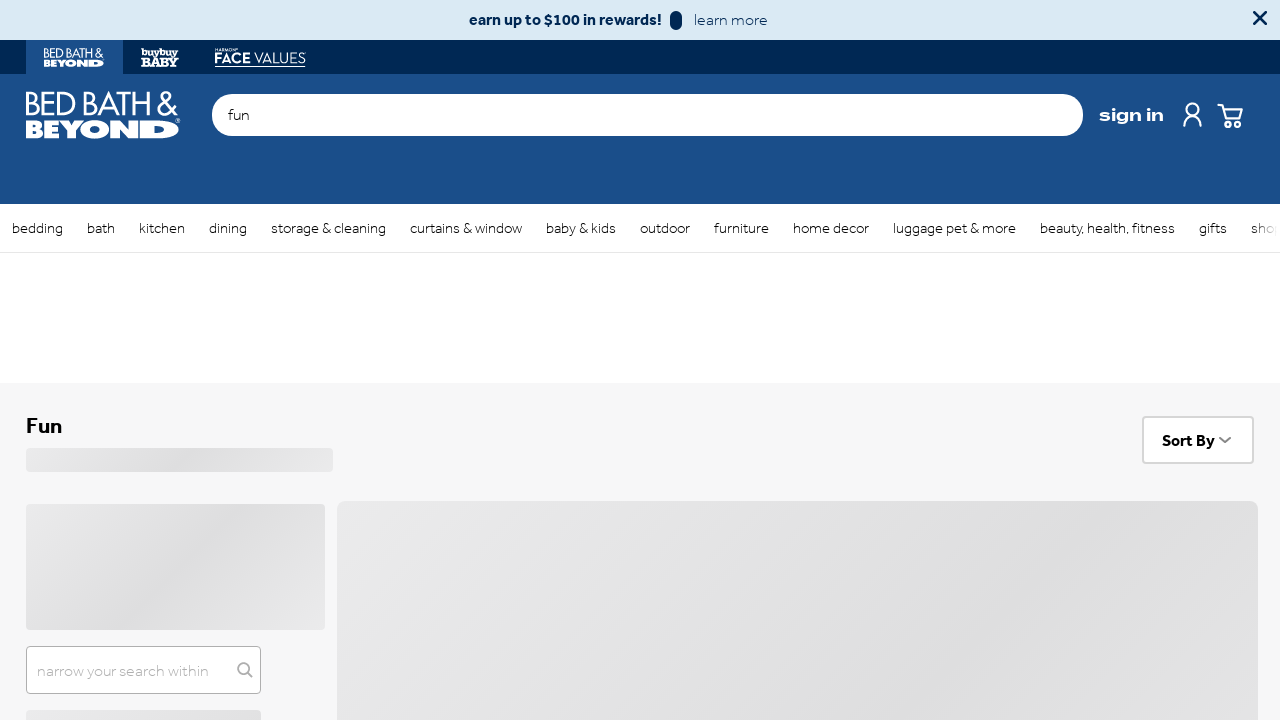 earn up to $100 in rewards! learn more
BED BATH & BEYOND
buybuy BABY
HARMON FACE VALUES
BED BATH &
BEYOND®
fun
sign in
bedding bath kitchen dining storage & cleaning curtains & window baby & kids outdoor furniture home decor luggage pet & more beauty, health, fitness gifts shop
Fun
Sort By
narrow your search within